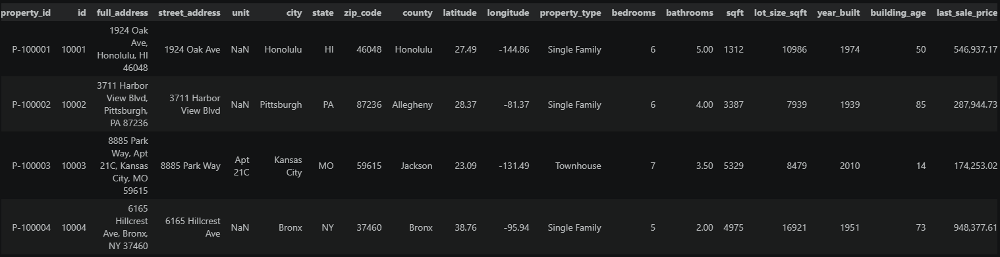 property_id id full_address street_address unit city state zip_code county latitude longitude property_type bedrooms bathrooms sqft lot_size_sqft year_built building_age last_sale_price
1924 Oak
Ave,
P-100001 10001 Honolulu, HI 1924 Oak Ave NaN Honolulu HI 46048 Honolulu 27.49 -144.86 Single Family 6 5.00 1312 10986 1974 50 546,937.17
46048
3711 Harbor
View Blvd, 3711 Harbor
P-100002 10002 Pittsburgh, View Blvd NaN Pittsburgh PA 87236 Allegheny 28.37 -81.37 Single Family 6 4.00 3387 7939 1939 85 287,944.73
PA 87236
8885 Park
Way, Apt
P-100003 10003 21C, Kansas 8885 Park Way Apt 21C Kansas City MO 59615 Jackson 23.09 -131.49 Townhouse 7 3.50 5329 8479 2010 14 174,253.02
City, MO
59615
6165
Hillcrest 6165 Hillcrest
P-100004 10004 Ave, Bronx, Ave NaN Bronx NY 37460 Bronx 38.76 -95.94 Single Family 5 2.00 4975 16921 1951 73 948,377.61
NY 37460